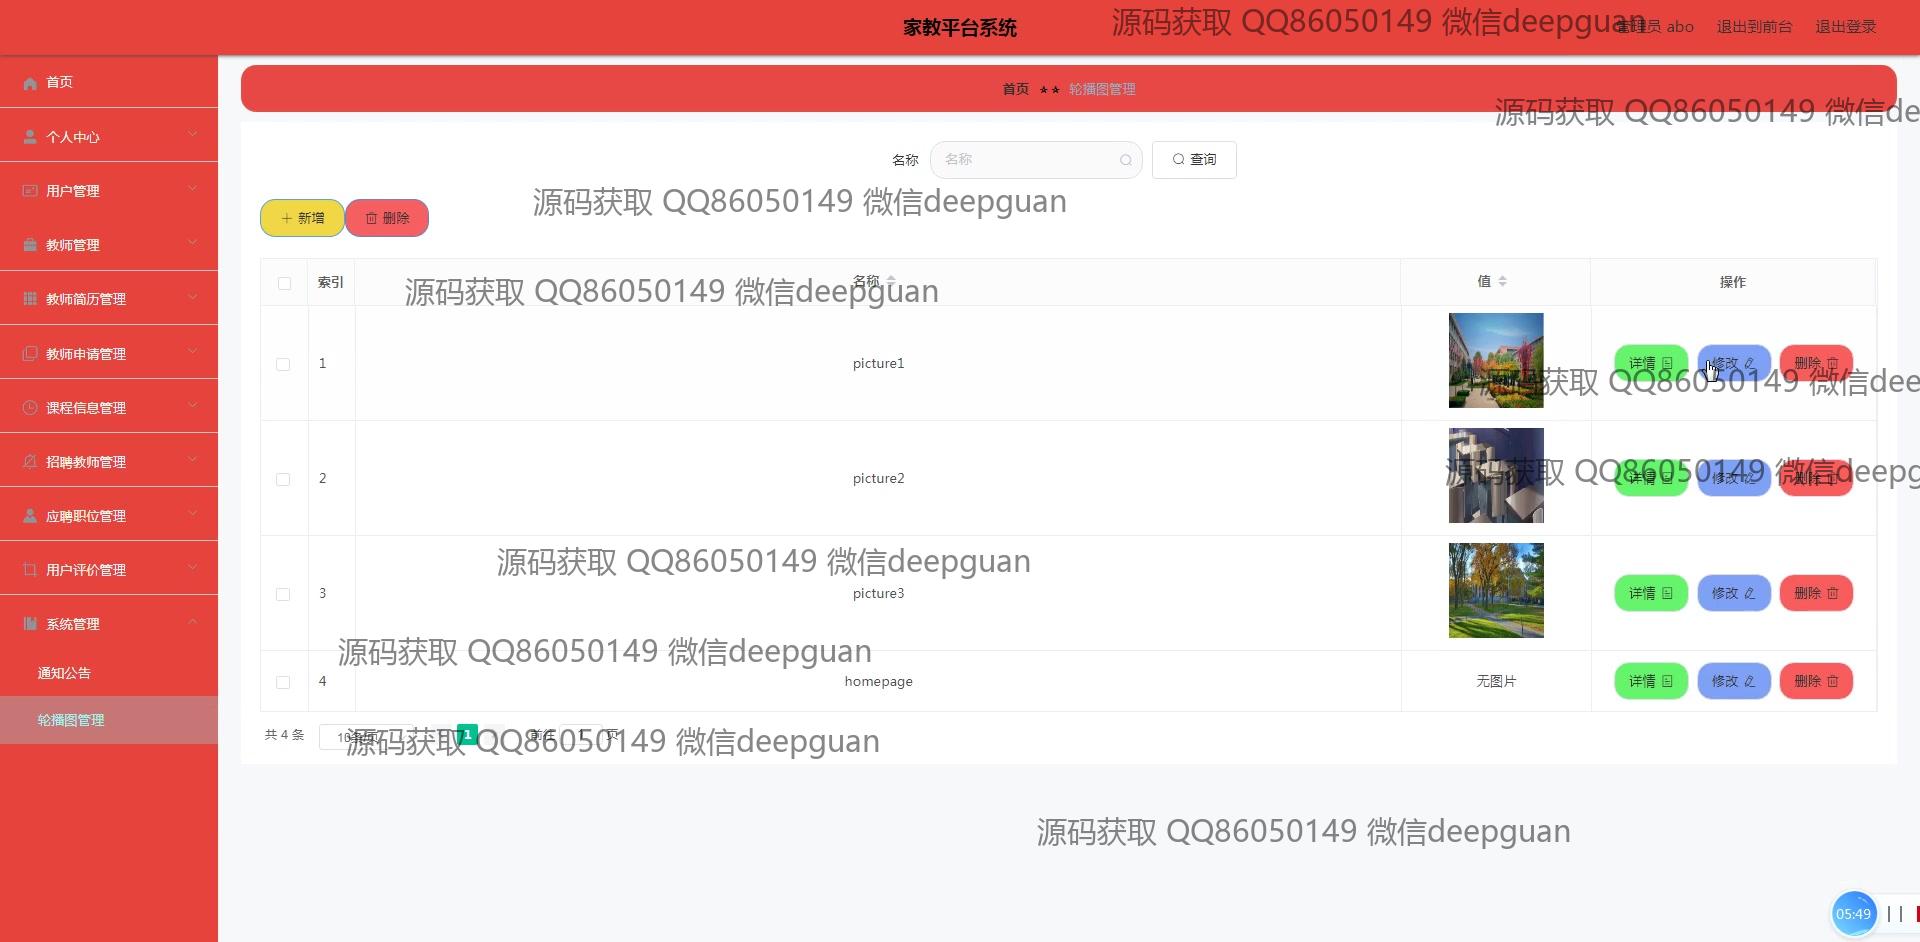 家教平台系统
源码获取 QQ86050149 微信deepguan
管理员 abo 退出到前台 退出登录
首页
个人中心
用户管理
教师管理
教师简历管理
教师申请管理
课程信息管理
招聘教师管理
应聘职位管理
用户评价管理
系统管理
通知公告
轮播图管理
首页 ★★ 轮播图管理
源码获取 QQ86050149 微信de
名称 名称 查询
源码获取 QQ86050149 微信deepguan
新增 删除
索引 名称 值 操作
源码获取 QQ86050149 微信deepguan
1 picture1 详情 修改 删除
源码获取 QQ86050149 微信dee
2 picture2 详情 修改 删除
源码获取 QQ86050149 微信deepg
源码获取 QQ86050149 微信deepguan
3 picture3 详情 修改 删除
源码获取 QQ86050149 微信deepguan
4 homepage 无图片 详情 修改 删除
共 4 条 10条/页 1 前往 1 页
源码获取 QQ86050149 微信deepguan
源码获取 QQ86050149 微信deepguan
05:49